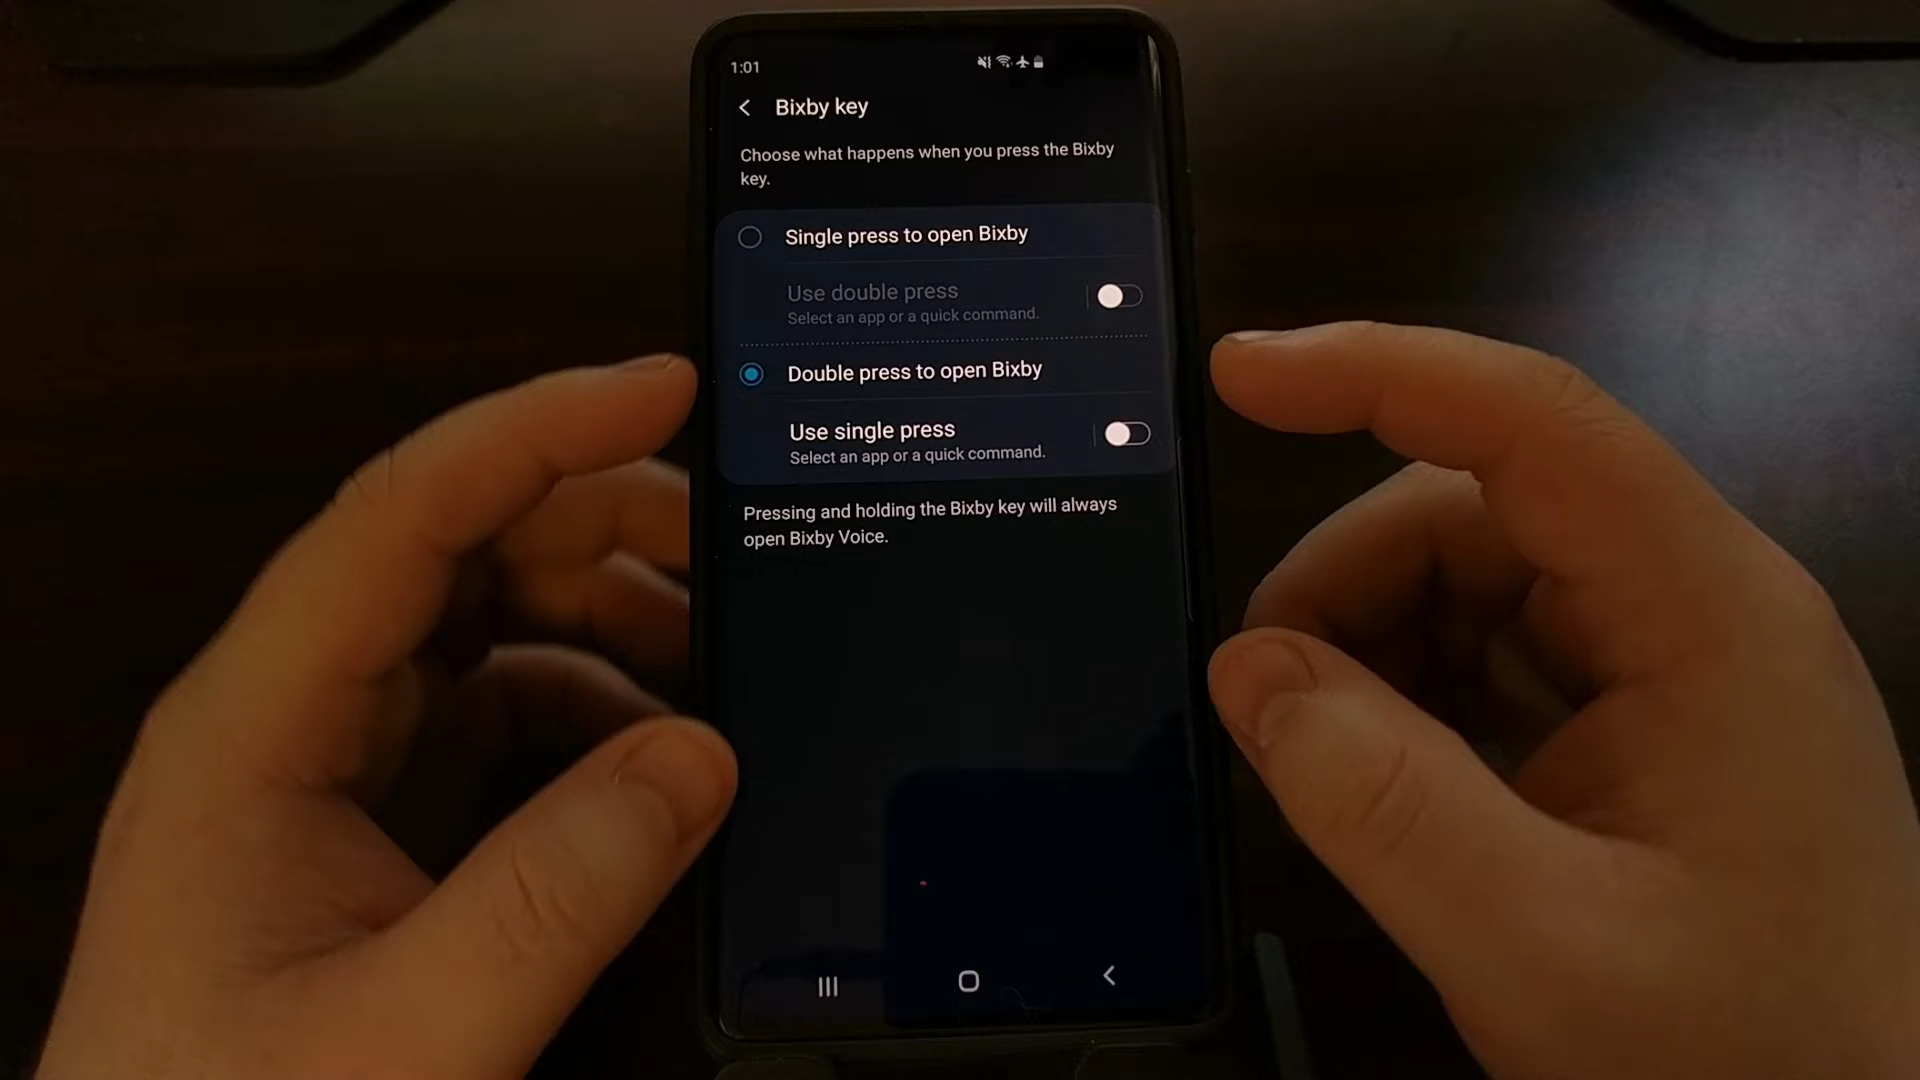 1:01
Bixby key
Choose what happens when you press the Bixby
key.
Single press to open Bixby
Use double press
Select an app or a quick command.
Double press to open Bixby
Use single press
Select an app or a quick command.
Pressing and holding the Bixby key will always
open Bixby Voice.